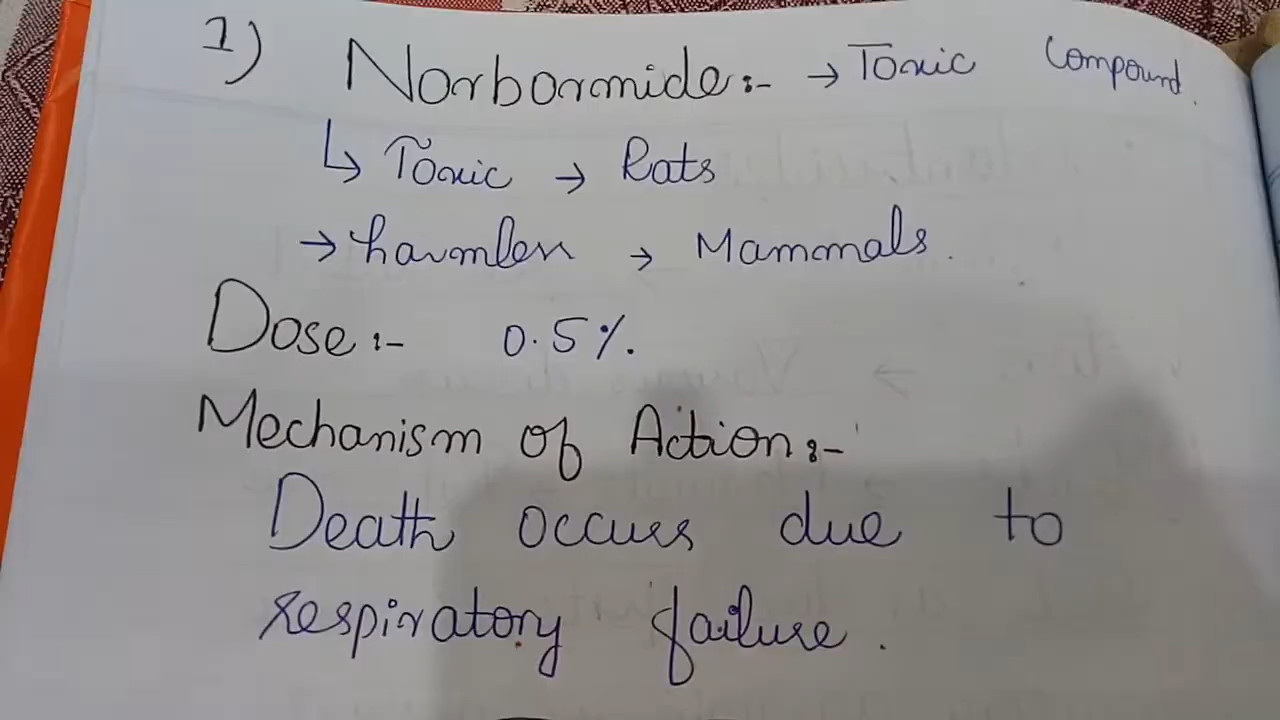 1) Norbormide:- → Toxic Compound.
↳ Toxic → Rats
→ harmless → Mammals.
Dose:- 0.5%.
Mechanism of Action:-
Death occurs due to
respiratory failure.